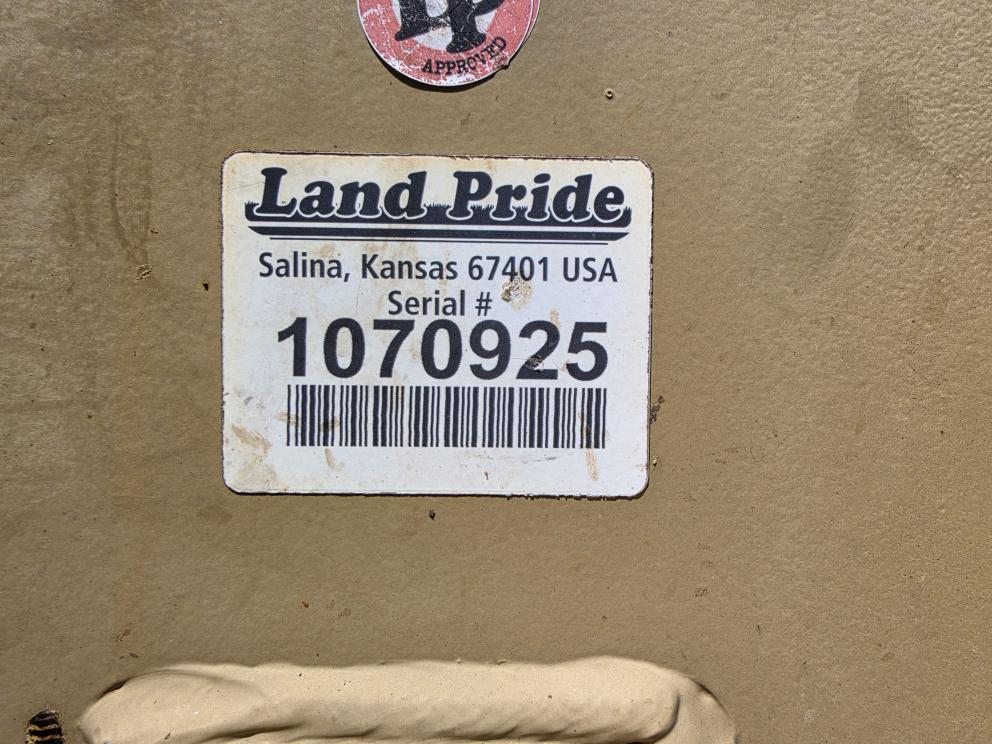 APPROVED
Land Pride
Salina, Kansas 67401 USA
Serial #
1070925